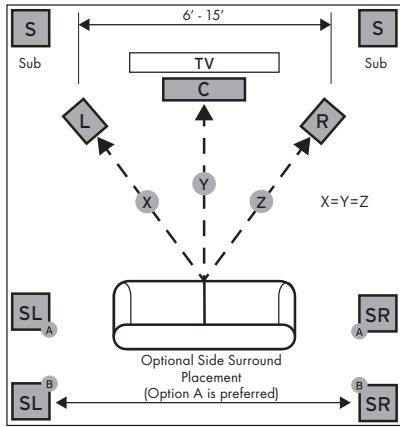 6' - 15'
S
S
Sub
TV
Sub
C
L
R
Y
X
Z
X=Y=Z
SL
A
SR
A
Optional Side Surround
Placement
(Option A is preferred)
SL
B
SR
B